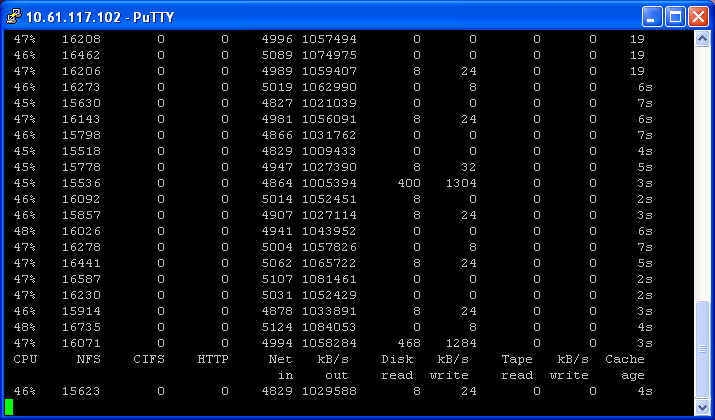 10.61.117.102 - PuTTY
47% 16208 0 0 4996 1057494 0 0 0 0 19
46% 16462 0 0 5089 1074975 0 0 0 0 19
47% 16206 0 0 4989 1059407 8 24 0 0 19
46% 16273 0 0 5019 1062990 0 8 0 0 6s
45% 15630 0 0 4827 1021039 0 0 0 0 7s
47% 16143 0 0 4981 1056091 8 24 0 0 6s
46% 15798 0 0 4866 1031762 0 0 0 0 7s
45% 15518 0 0 4829 1009433 0 0 0 0 4s
45% 15778 0 0 4947 1027390 8 32 0 0 5s
45% 15536 0 0 4864 1005394 400 1304 0 0 3s
46% 16092 0 0 5014 1052451 8 0 0 0 2s
46% 15857 0 0 4907 1027114 8 24 0 0 3s
48% 16026 0 0 4941 1043952 0 0 0 0 6s
47% 16278 0 0 5004 1057826 0 8 0 0 7s
47% 16441 0 0 5062 1065722 8 24 0 0 5s
47% 16587 0 0 5107 1081461 0 0 0 0 2s
47% 16230 0 0 5031 1052429 0 0 0 0 2s
46% 15914 0 0 4878 1033891 8 24 0 0 3s
48% 16735 0 0 5124 1084053 0 8 0 0 4s
47% 16071 0 0 4994 1058284 468 1284 0 0 3s
CPU NFS CIFS HTTP Net kB/s Disk kB/s Tape kB/s Cache
in out read write read write age
46% 15623 0 0 4829 1029588 8 24 0 0 4s